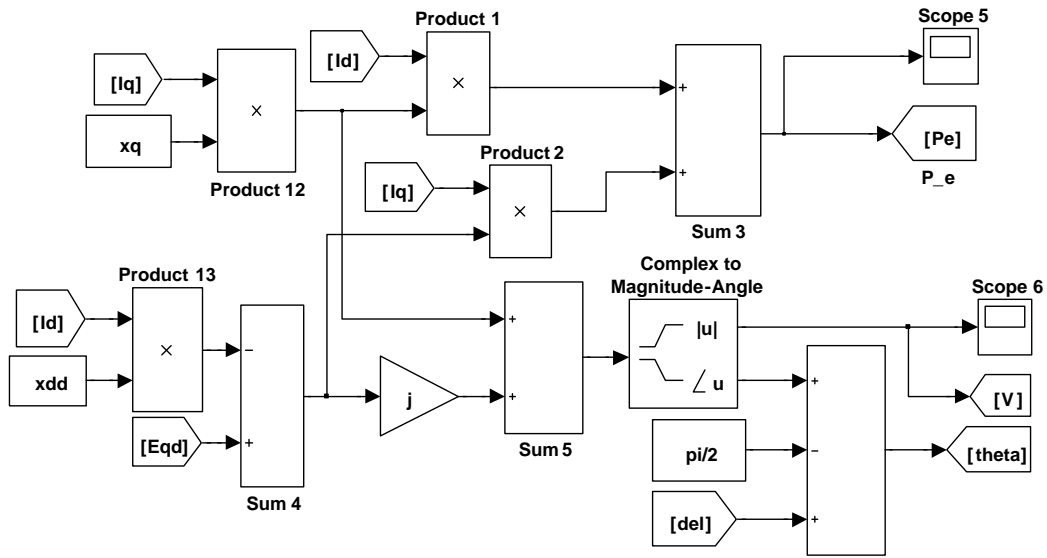 Product 1
Scope 5
[Id]
[Iq]
×
×
+
xq
[Pe]
Product 2
Product 12
[Iq]
+
P_e
×
Sum 3
Product 13
Complex to
Magnitude-Angle
Scope 6
[Id]
+
|u|
×
−
xdd
∠ u
+
j
+
[V]
[Eqd]
+
Sum 5
pi/2
−
[theta]
Sum 4
[del]
+